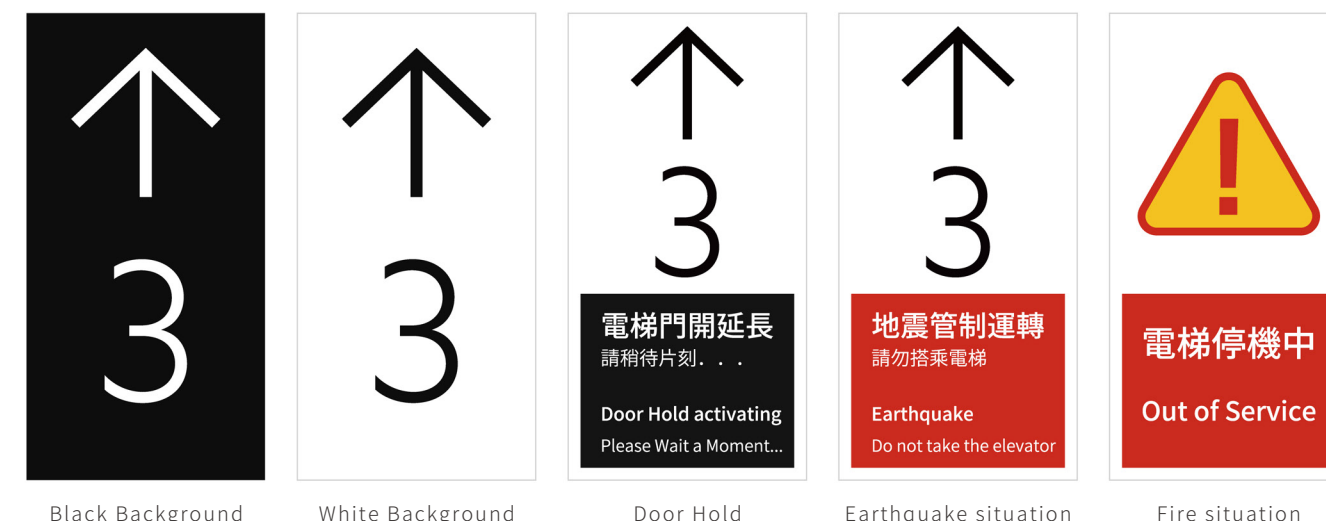 3
Black Background
3
White Background
3
電梯門開延長
請稍待片刻. . .
Door Hold activating
Please Wait a Moment...
Door Hold
3
地震管制運轉
請勿搭乘電梯
Earthquake
Do not take the elevator
Earthquake situation
!
電梯停機中
Out of Service
Fire situation